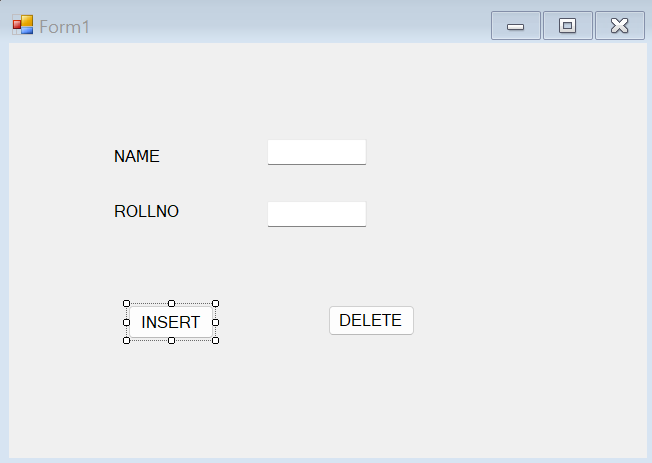 Form1
NAME
ROLLNO
INSERT
DELETE